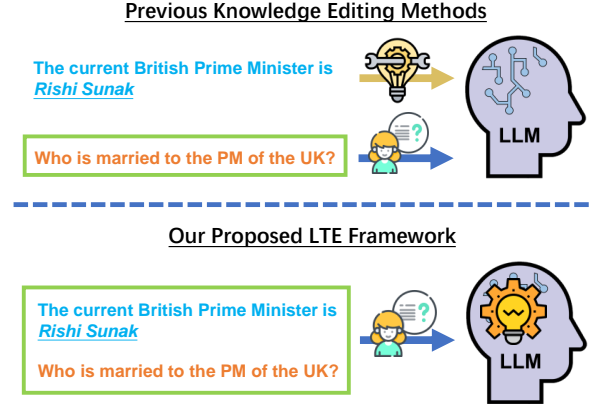 Previous Knowledge Editing Methods
The current British Prime Minister is
Rishi Sunak
Who is married to the PM of the UK?
?
LLM
Our Proposed LTE Framework
The current British Prime Minister is
Rishi Sunak
Who is married to the PM of the UK?
?
LLM